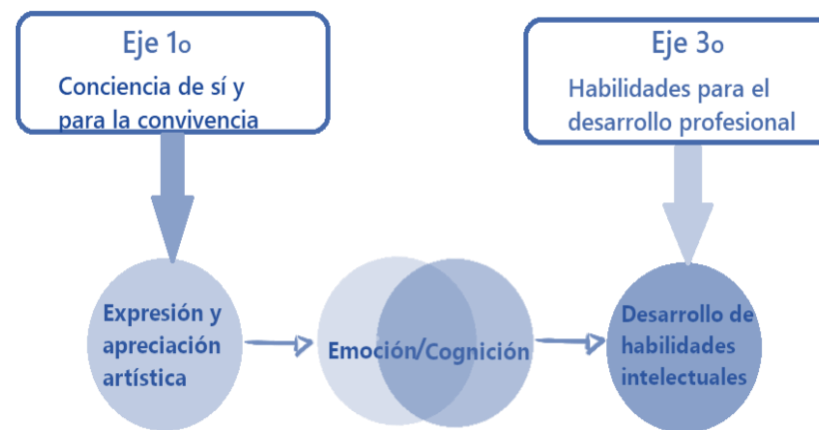 Eje 1o
Conciencia de sí y
para la convivencia
Eje 3o
Habilidades para el
desarrollo profesional
Expresión y
apreciación
artística
Emoción/Cognición
Desarrollo de
habilidades
intelectuales